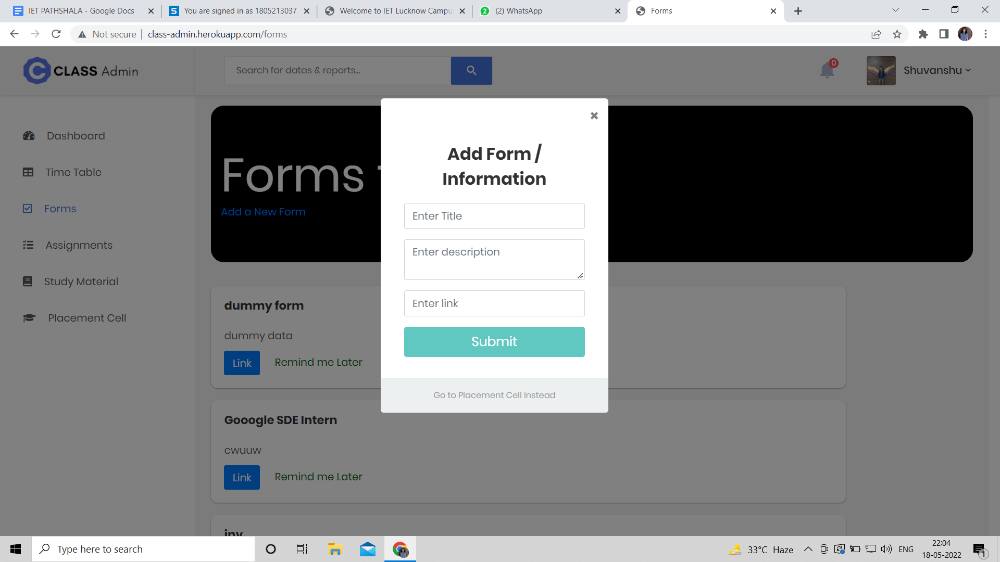 IET PATHSHALA - Google Docs
You are signed in as 1805213037
Welcome to IET Lucknow Campu
(2) WhatsApp
Forms
Not secure
class-admin.herokuapp.com/forms
CLASS Admin
Search for datas & reports...
0
Shuvanshu
Dashboard
Time Table
Forms
Assignments
Study Material
Placement Cell
Forms
Add a New Form
Add Form /
Information
Enter Title
Enter description
Enter link
Submit
Go to Placement Cell Instead
dummy form
dummy data
Link Remind me Later
Gooogle SDE Intern
cwuuw
Link Remind me Later
Type here to search
33°C Haze
ENG
22:04
18-05-2022
1